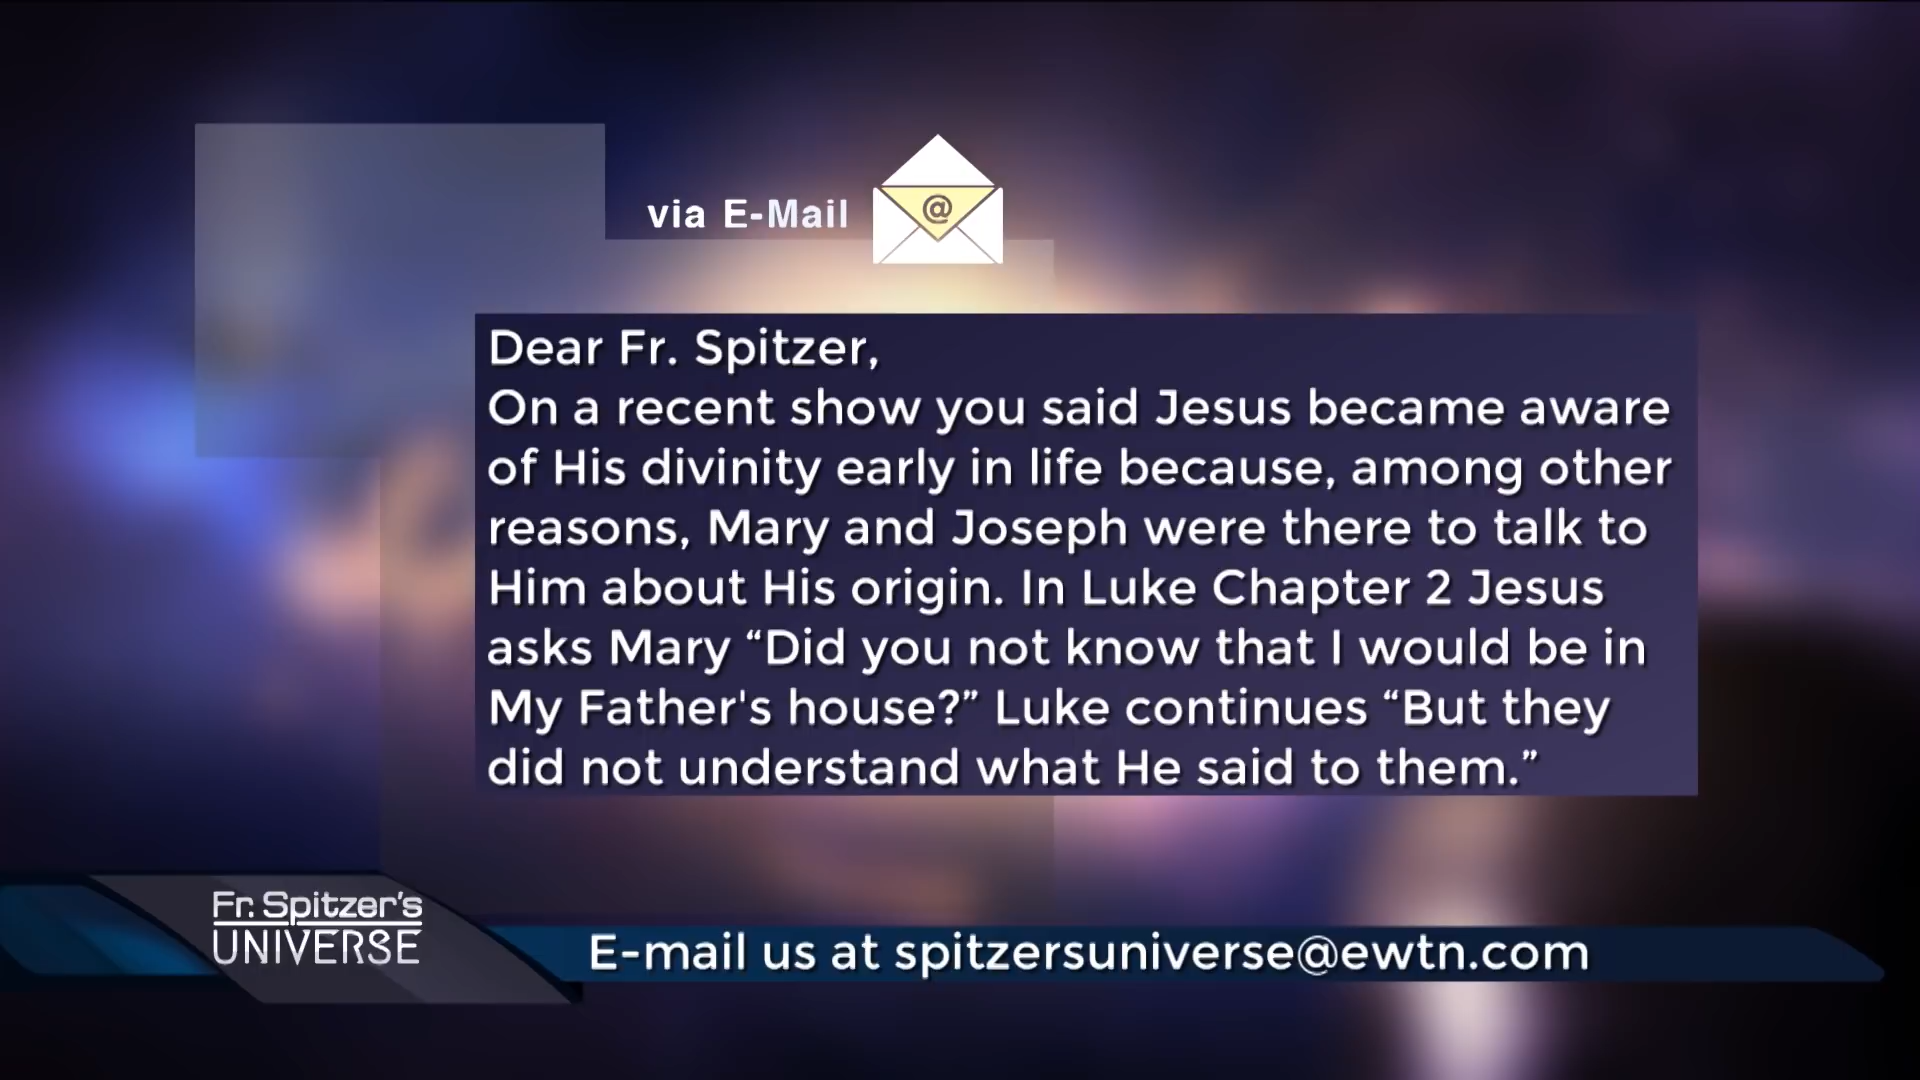 via E-Mail @
Dear Fr. Spitzer,
On a recent show you said Jesus became aware
of His divinity early in life because, among other
reasons, Mary and Joseph were there to talk to
Him about His origin. In Luke Chapter 2 Jesus
asks Mary “Did you not know that I would be in
My Father's house?” Luke continues “But they
did not understand what He said to them.”
Fr. Spitzer’s
UNIVERSE
E-mail us at spitzersuniverse@ewtn.com